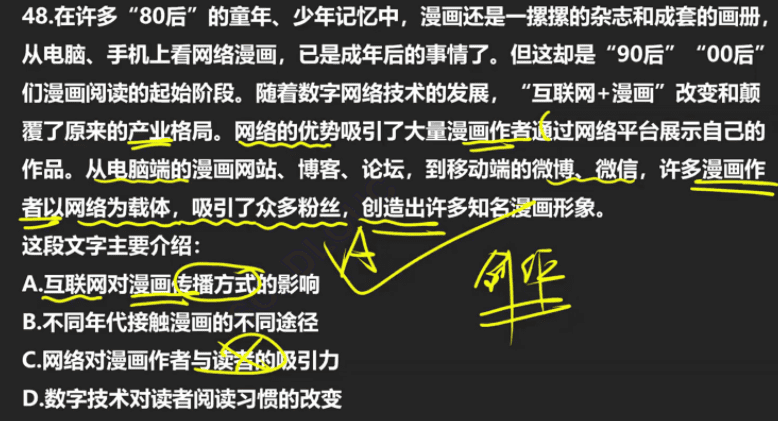 48.在许多“80后”的童年、少年记忆中，漫画还是一摞摞的杂志和成套的画册，
从电脑、手机上看网络漫画，已是成年后的事情了。但这却是“90后”“00后”
们漫画阅读的起始阶段。随着数字网络技术的发展，“互联网+漫画”改变和颠
覆了原来的产业格局。网络的优势吸引了大量漫画作者通过网络平台展示自己的
作品。从电脑端的漫画网站、博客、论坛，到移动端的微博、微信，许多漫画作
者以网络为载体，吸引了众多粉丝，创造出许多知名漫画形象。
这段文字主要介绍：
A
A.互联网对漫画传播方式的影响
B.不同年代接触漫画的不同途径
C.网络对漫画作者与读者的吸引力
D.数字技术对读者阅读习惯的改变